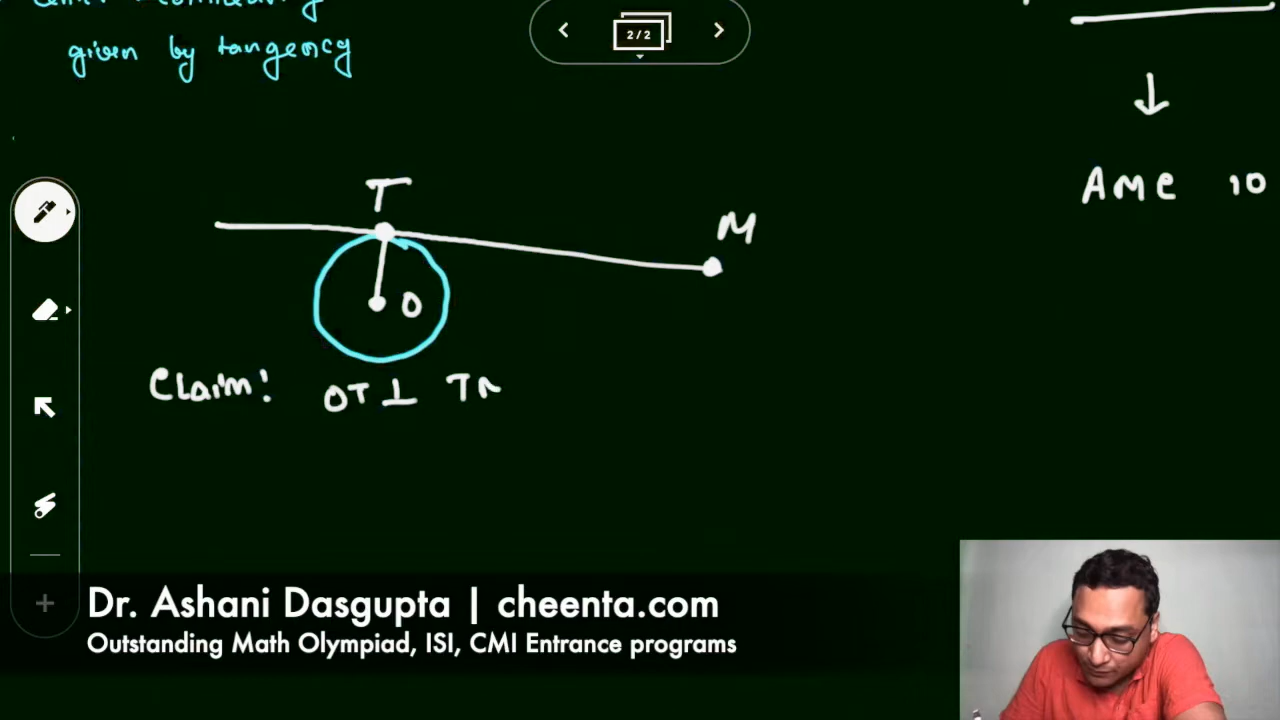 given by tangency
2/2
AMC 10
T
M
O
Claim: OT ⊥ TM
Dr. Ashani Dasgupta | cheenta.com
Outstanding Math Olympiad, ISI, CMI Entrance programs